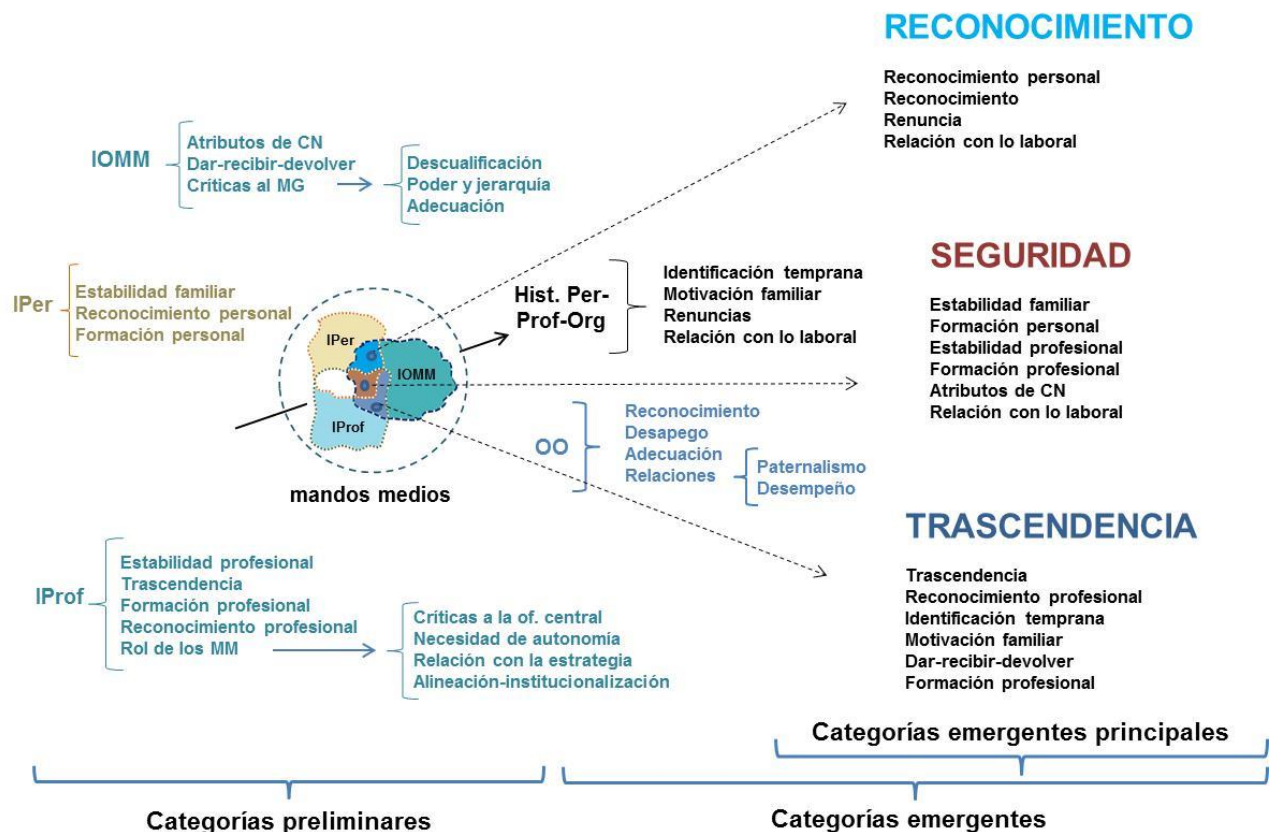 RECONOCIMIENTO
Reconocimiento personal
Reconocimiento
Renuncia
Relación con lo laboral
IOMM
Atributos de CN
Dar-recibir-devolver
Críticas al MG
Descualificación
Poder y jerarquía
Adecuación
IPer
Estabilidad familiar
Reconocimiento personal
Formación personal
IPer
IOMM
IProf
mandos medios
Hist. Per-
Prof-Org
Identificación temprana
Motivación familiar
Renuncias
Relación con lo laboral
SEGURIDAD
Estabilidad familiar
Formación personal
Estabilidad profesional
Formación profesional
Atributos de CN
Relación con lo laboral
OO
Reconocimiento
Desapego
Adecuación
Relaciones
Paternalismo
Desempeño
TRASCENDENCIA
Trascendencia
Reconocimiento profesional
Identificación temprana
Motivación familiar
Dar-recibir-devolver
Formación profesional
IProf
Estabilidad profesional
Trascendencia
Formación profesional
Reconocimiento profesional
Rol de los MM
Críticas a la of. central
Necesidad de autonomía
Relación con la estrategia
Alineación-institucionalización
Categorías emergentes principales
Categorías preliminares
Categorías emergentes